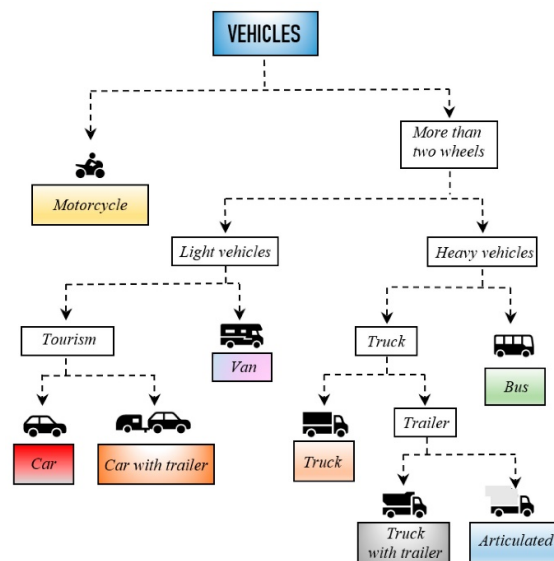 VEHICLES
More than
two wheels
Motorcycle
Light vehicles
Heavy vehicles
Tourism
Van
Truck
Bus
Car
Car with trailer
Truck
Trailer
Truck
with trailer
Articulated